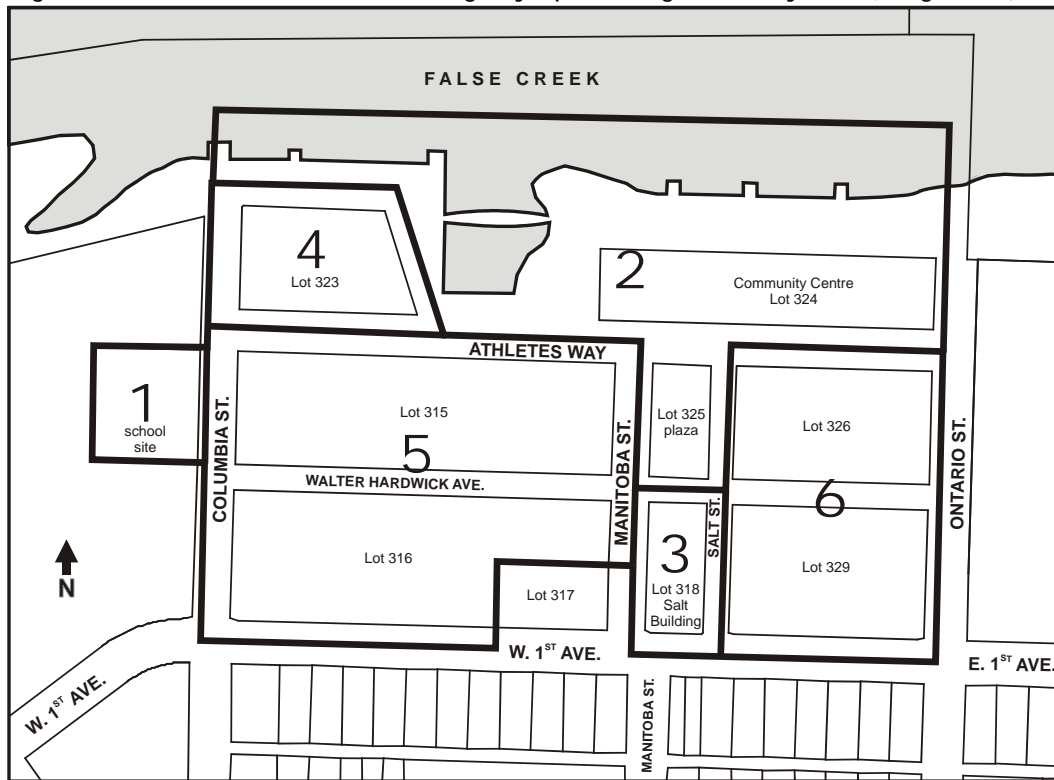 FALSE CREEK
4
Lot 323
2
Community Centre
Lot 324
ATHLETES WAY
1
school
site
COLUMBIA ST.
Lot 315
5
WALTER HARDWICK AVE.
MANITOBA ST.
Lot 325
plaza
Lot 326
6
ONTARIO ST.
N
Lot 316
Lot 317
3
Lot 318
Salt
Building
SALT ST.
Lot 329
W. 1ST AVE.
E. 1ST AVE.
W. 1ST AVE.
MANITOBA ST.